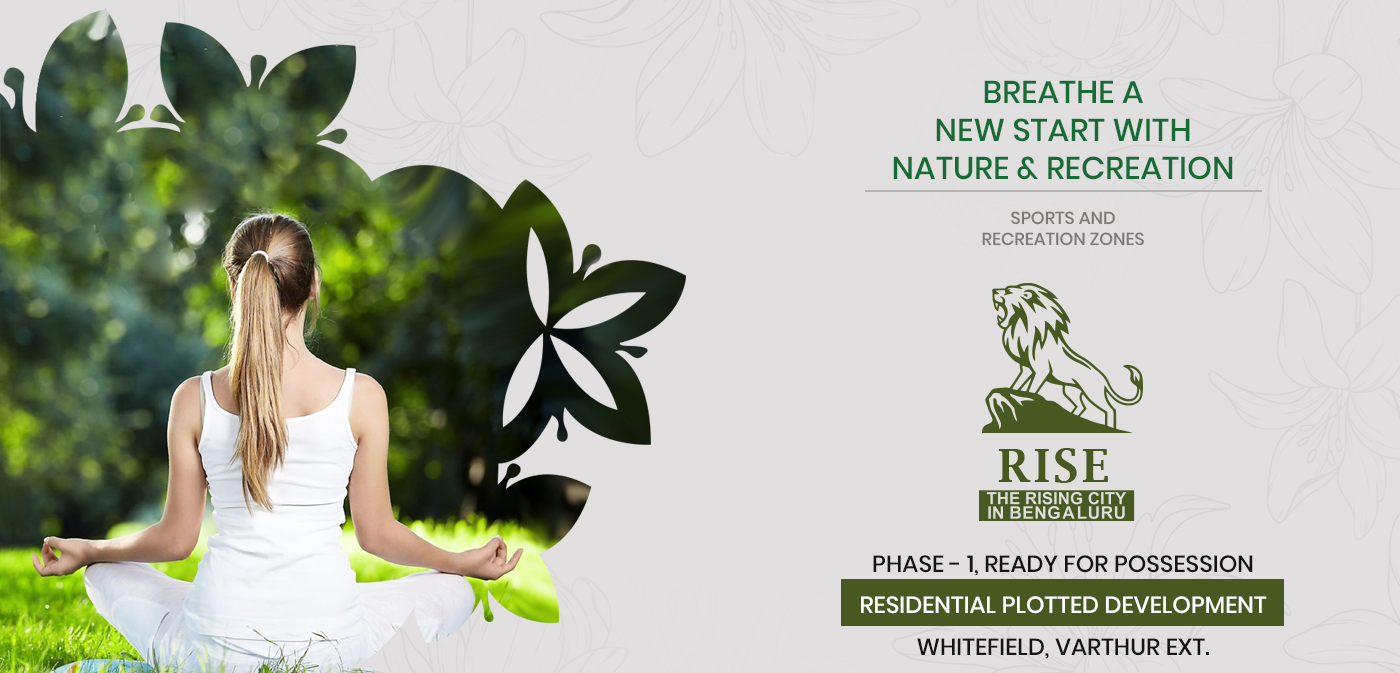 BREATHE A
NEW START WITH
NATURE & RECREATION
SPORTS AND
RECREATION ZONES
RISE
THE RISING CITY
IN BENGALURU
PHASE - 1, READY FOR POSSESSION
RESIDENTIAL PLOTTED DEVELOPMENT
WHITEFIELD, VARTHUR EXT.